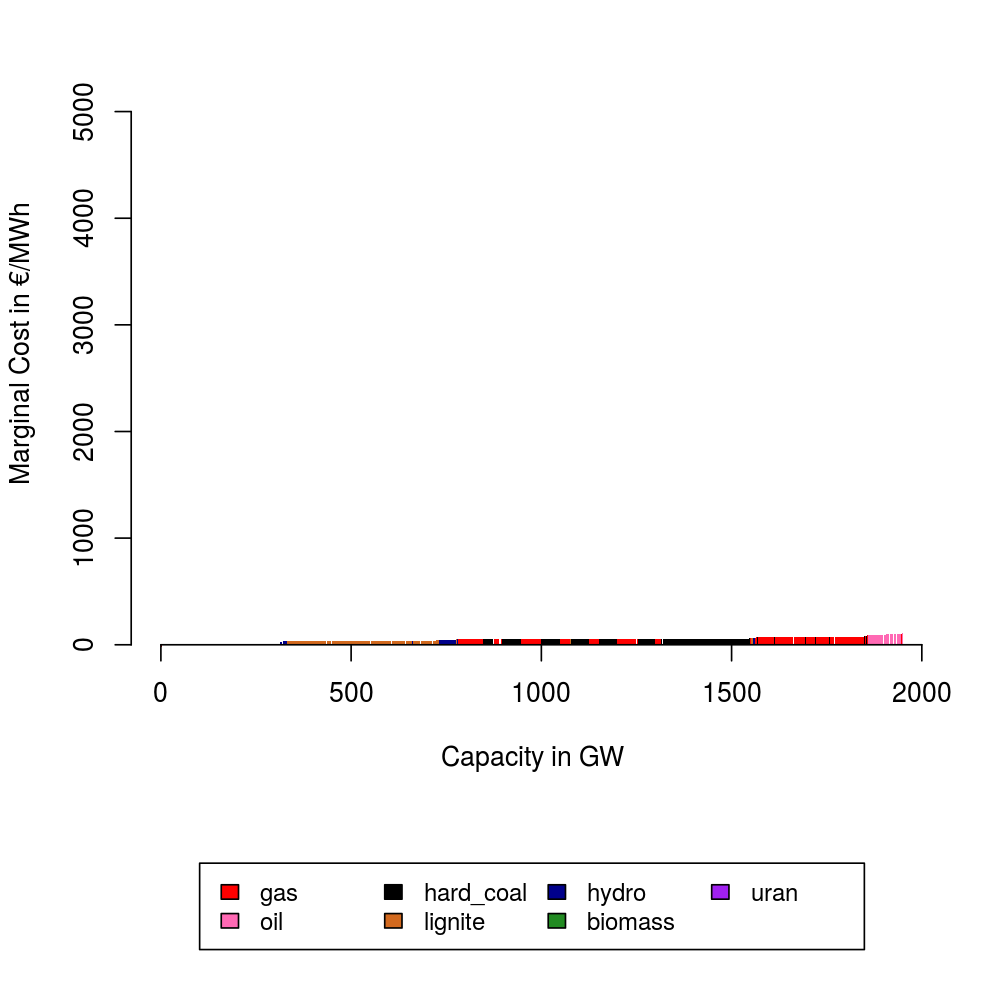 5000
4000
3000
2000
1000
0
Marginal Cost in €/MWh
0 500 1000 1500 2000
Capacity in GW
gas hard_coal hydro uran
oil lignite biomass